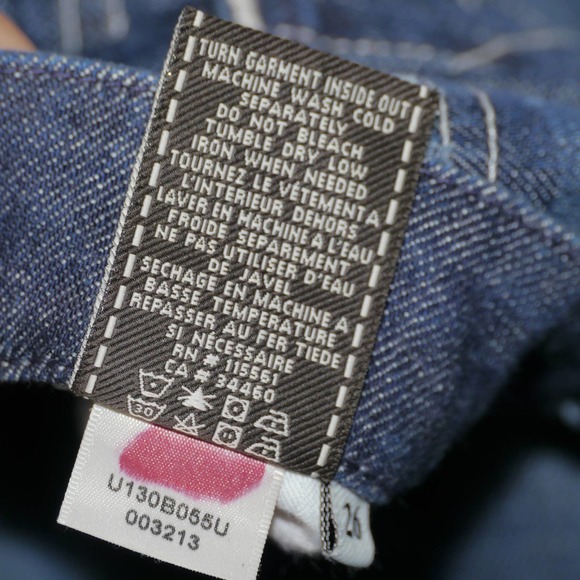 TURN GARMENT INSIDE OUT
MACHINE WASH COLD
SEPARATELY
DO NOT BLEACH
TUMBLE DRY LOW
IRON WHEN NEEDED
TOURNEZ LE VÊTEMENT A
L'INTERIEUR DEHORS
LAVER EN MACHINE À L'EAU
FROIDE SEPAREMENT
NE PAS UTILISER D'EAU
DE JAVEL
SECHAGE EN MACHINE A
BASSE TEMPERATURE
REPASSER AU FER TIEDE
SI NECESSAIRE
RN # 115561
CA # 34460
30
U130B055U
003213
26